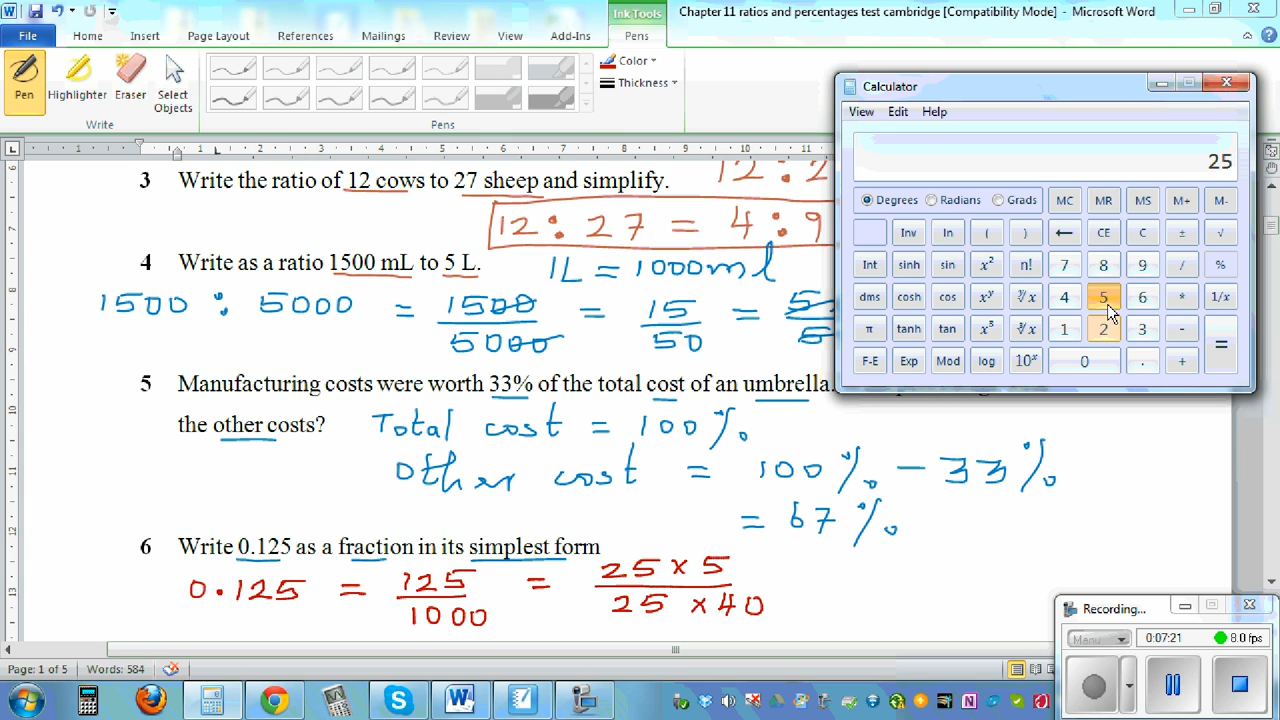 Ink Tools
Chapter 11 ratios and percentages test cambridge [Compatibility Mode] - Microsoft Word
File Home Insert Page Layout References Mailings Review View Add-Ins Pens
Pen Highlighter Eraser Select Objects
Color
Thickness
Write Pens
Calculator
View Edit Help
25
Degrees Radians Grads MC MR MS M+ M-
Inv ln ( ) ← CE C ± √
Int sinh sin x² n! 7 8 9 / %
dms cosh cos xʸ ʸ√x 4 5 6 * 1/x
π tanh tan x³ ³√x 1 2 3 - =
F-E Exp Mod log 10ˣ 0 . +
3 Write the ratio of 12 cows to 27 sheep and simplify. 12:2
12:27 = 4:9
4 Write as a ratio 1500 mL to 5 L. 1L = 1000ml
1500 : 5000 = 1500/5000 = 15/50 = 5/5
5 Manufacturing costs were worth 33% of the total cost of an umbrella.
the other costs? Total cost = 100%
Other cost = 100% - 33%
= 67%
6 Write 0.125 as a fraction in its simplest form
0.125 = 125/1000 = 25 x 5/25 x 40
Recording...
Menu 0:07:21 8.0 fps
Page: 1 of 5 Words: 584